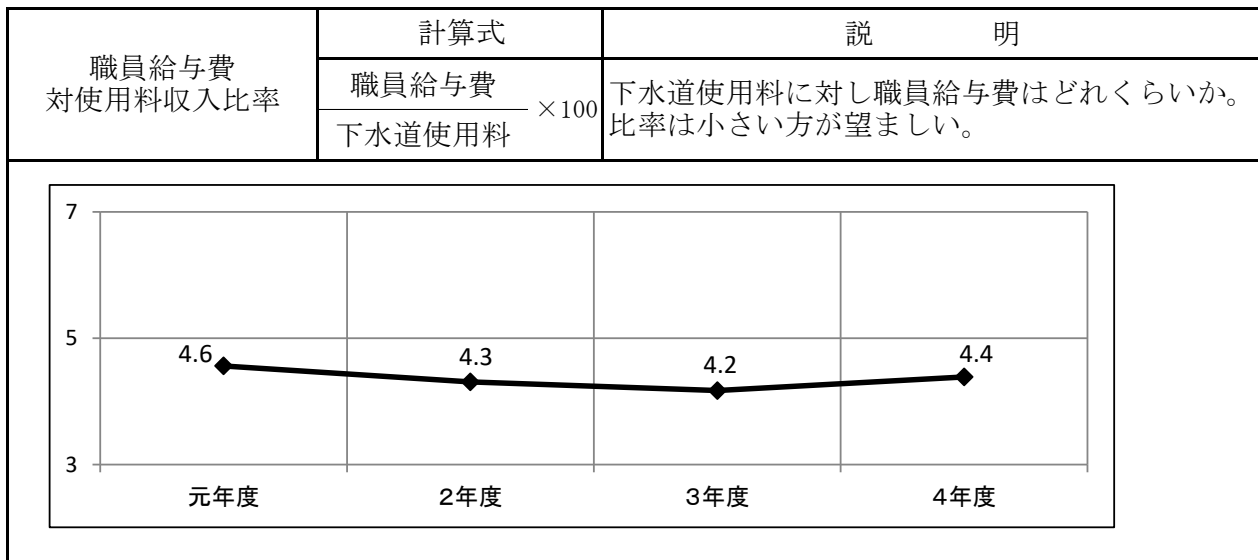 職員給与費
対使用料収入比率
計算式
説　　　　明
職員給与費
下水道使用料
×100
下水道使用料に対し職員給与費はどれくらいか。
比率は小さい方が望ましい。
7
5
3
4.6
4.3
4.2
4.4
元年度
2年度
3年度
4年度